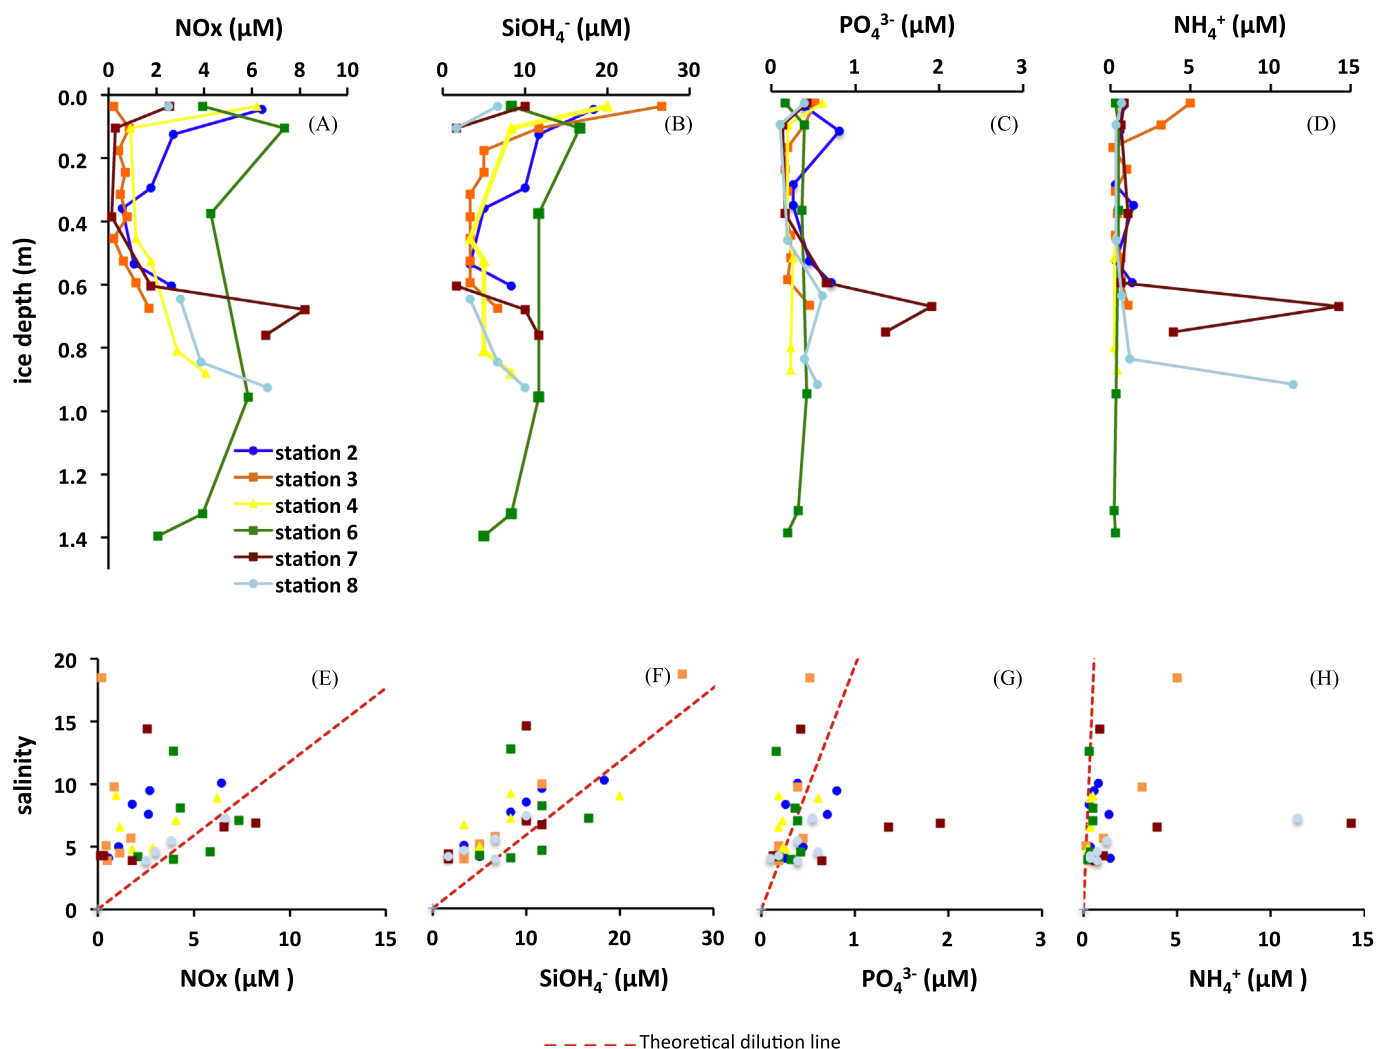 NOx (µM) SiOH₄⁻ (µM) PO₄³⁻ (µM) NH₄⁺ (µM)
0 2 4 6 8 10 0 10 20 30 0 1 2 3 0 5 10 15
0.0
(A) (B) (C) (D)
0.2
0.4
0.6
0.8
1.0
1.2
1.4
ice depth (m)
station 2
station 3
station 4
station 6
station 7
station 8
20
(E) (F) (G) (H)
15
10
5
0
salinity
0 5 10 15 0 10 20 30 0 1 2 3 0 5 10 15
NOx (µM ) SiOH₄⁻ (µM) PO₄³⁻ (µM) NH₄⁺ (µM )
Theoretical dilution line